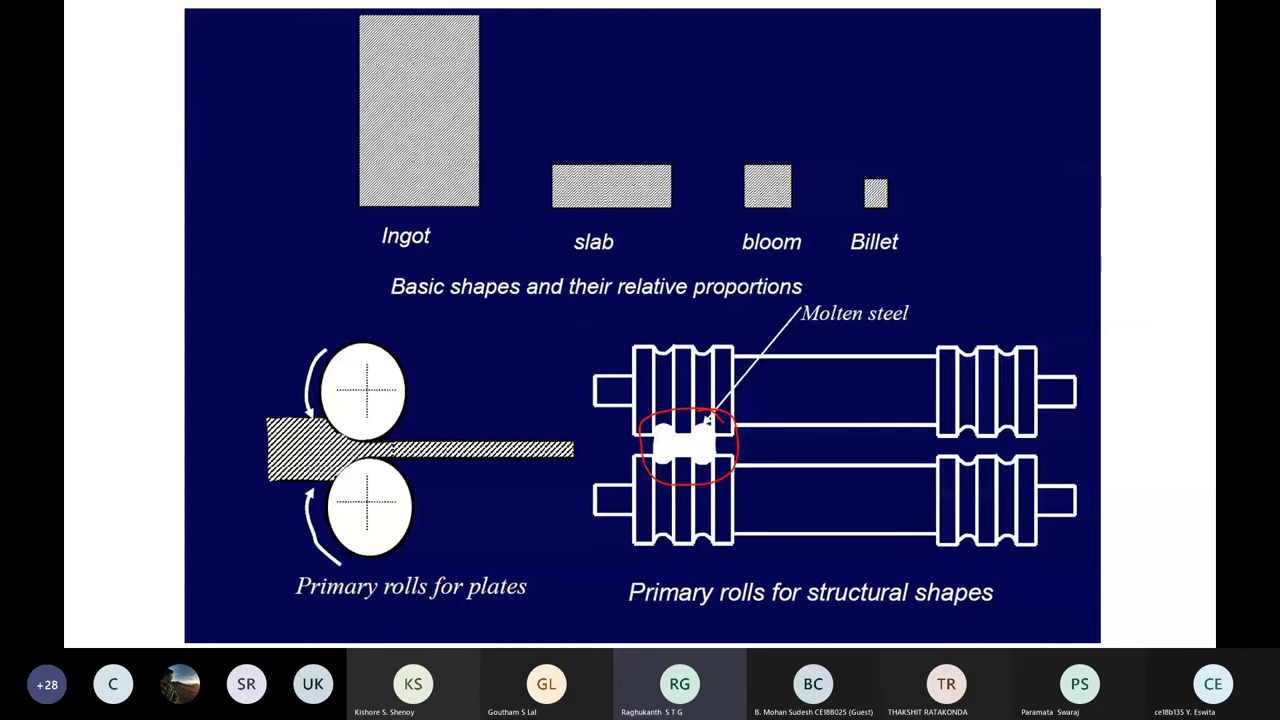 Ingot
slab
bloom
Billet
Basic shapes and their relative proportions
Molten steel
Primary rolls for plates
Primary rolls for structural shapes
+28
C
SR
UK
KS
GL
RG
BC
TR
PS
CE
Kishore S. Shenoy
Goutham S Lal
Raghukanth S T G
B. Mohan Sudesh CE18B025 (Guest)
THAKSHIT RATAKONDA
Paramata Swaraj
ce18b135 Y. Eswita